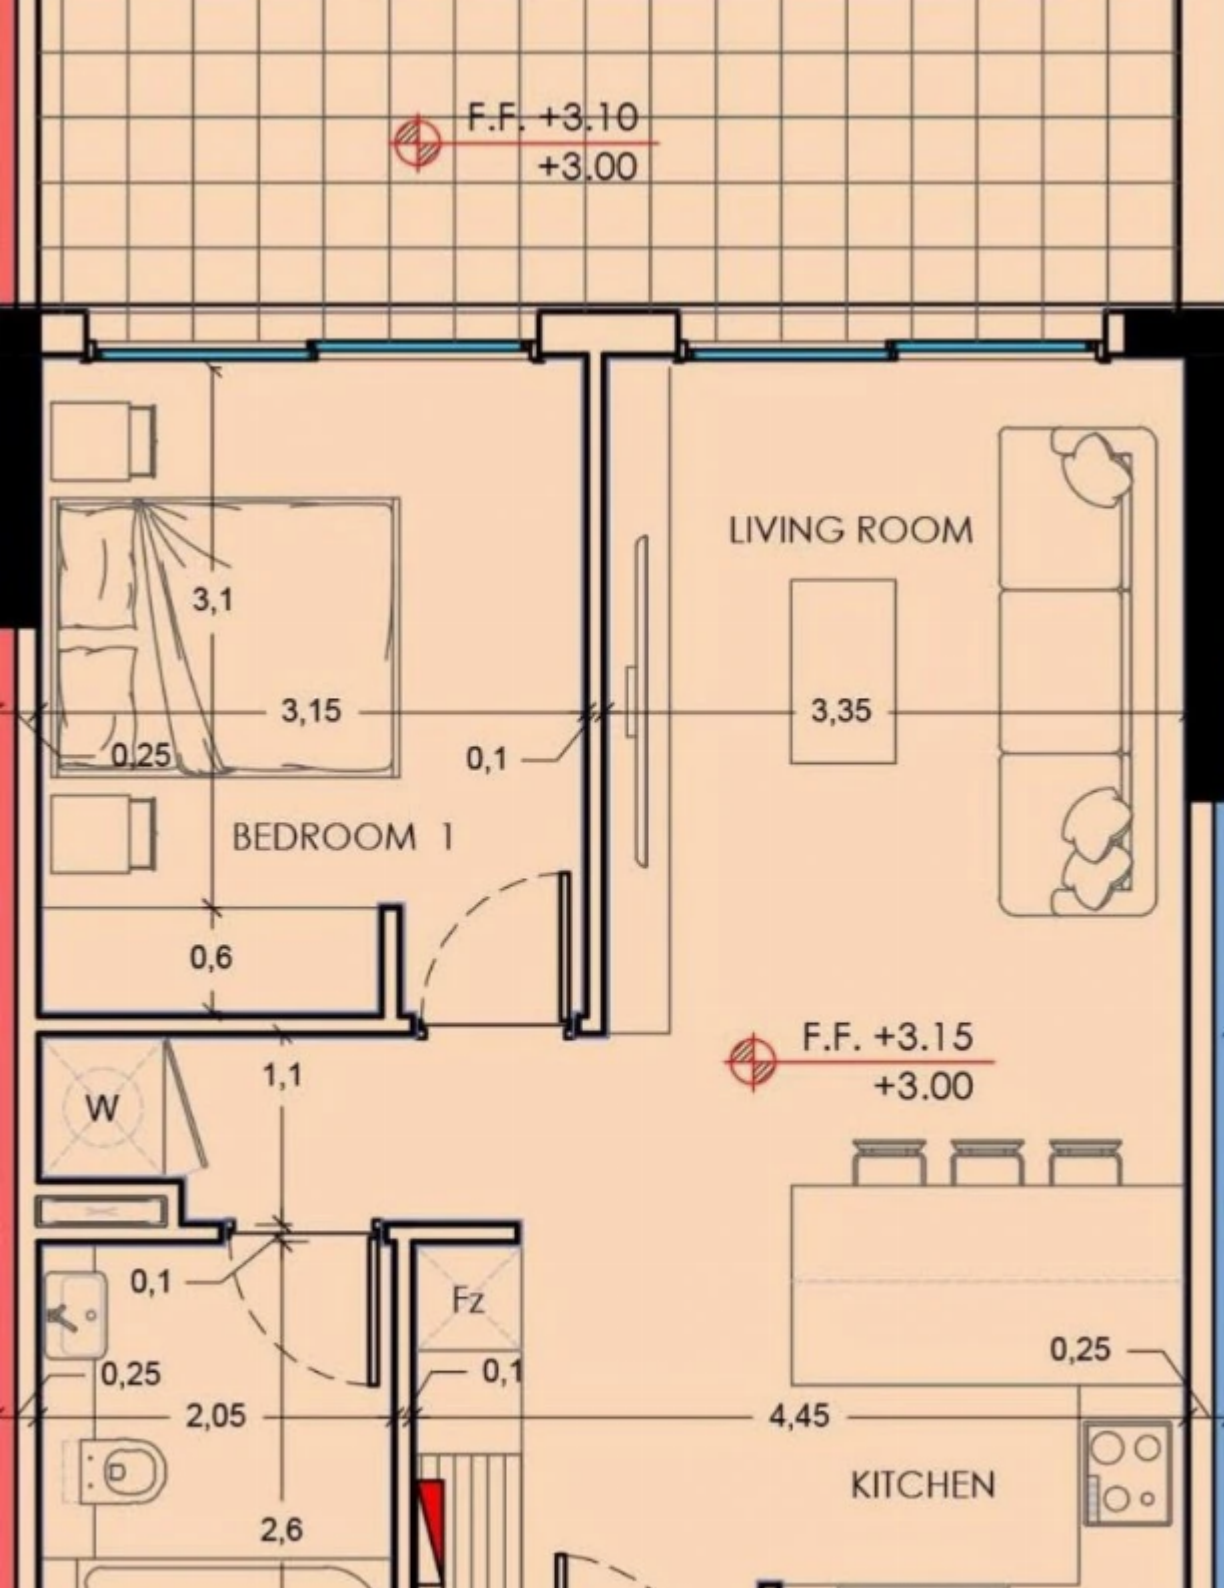 F.F. +3.10
+3.00
LIVING ROOM
3,1
3,15
3,35
0,25
0,1
BEDROOM 1
0,6
F.F. +3.15
+3.00
1,1
W
0,1
Fz
0,25
0,25
0,1
2,05
4,45
KITCHEN
2,6